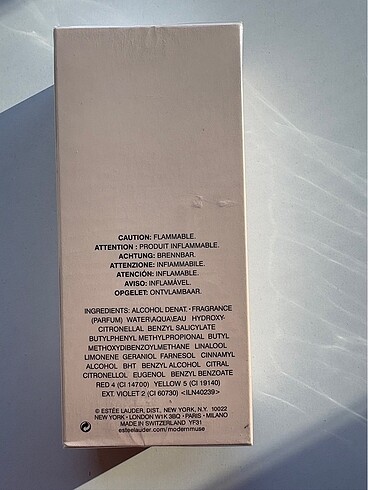 CAUTION: FLAMMABLE.
ATTENTION : PRODUIT INFLAMMABLE.
ACHTUNG: BRENNBAR.
ATTENZIONE: INFIAMMABILE.
ATENCIÓN: INFLAMABLE.
AVISO: INFLAMÁVEL.
OPGELET: ONTVLAMBAAR.
INGREDIENTS: ALCOHOL DENAT. • FRAGRANCE
(PARFUM) WATER\AQUA\EAU HYDROXY-
CITRONELLAL BENZYL SALICYLATE
BUTYLPHENYL METHYLPROPIONAL BUTYL
METHOXYDIBENZOYLMETHANE LINALOOL
LIMONENE GERANIOL FARNESOL CINNAMYL
ALCOHOL BHT BENZYL ALCOHOL CITRAL
CITRONELLOL EUGENOL BENZYL BENZOATE
RED 4 (CI 14700) YELLOW 5 (CI 19140)
EXT. VIOLET 2 (CI 60730) <ILN40239>
© ESTÉE LAUDER, DIST., NEW YORK, N.Y. 10022
NEW YORK • LONDON W1K 3BQ • PARIS • MILANO
MADE IN SWITZERLAND YF31
esteelauder.com/modernmuse